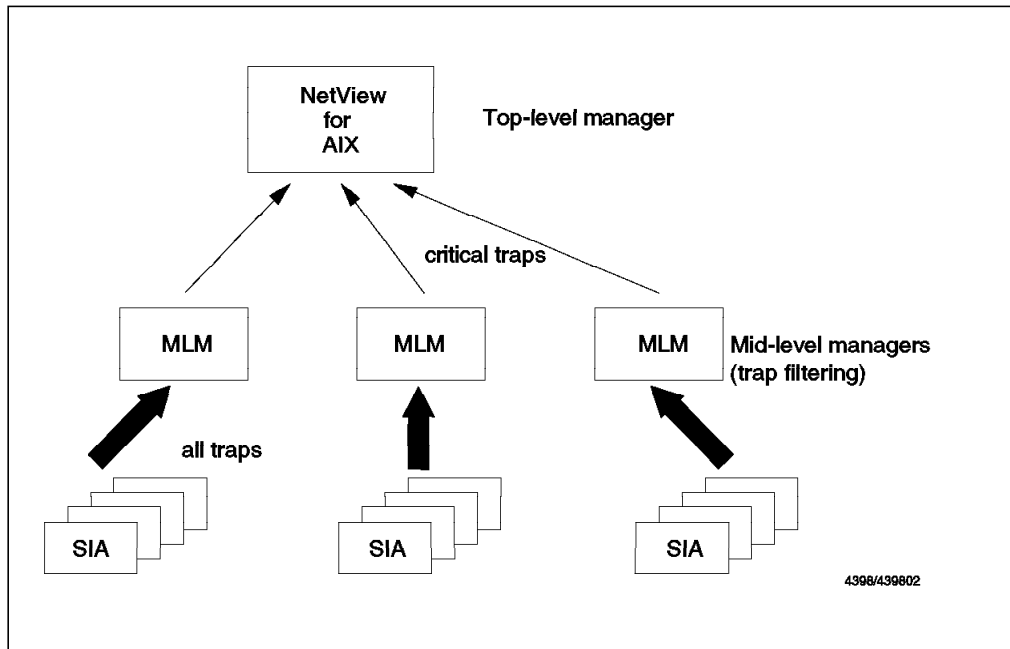 NetView
for
AIX
Top-level manager
critical traps
MLM
MLM
MLM
Mid-level managers
(trap filtering)
all traps
SIA
SIA
SIA
4398/439802